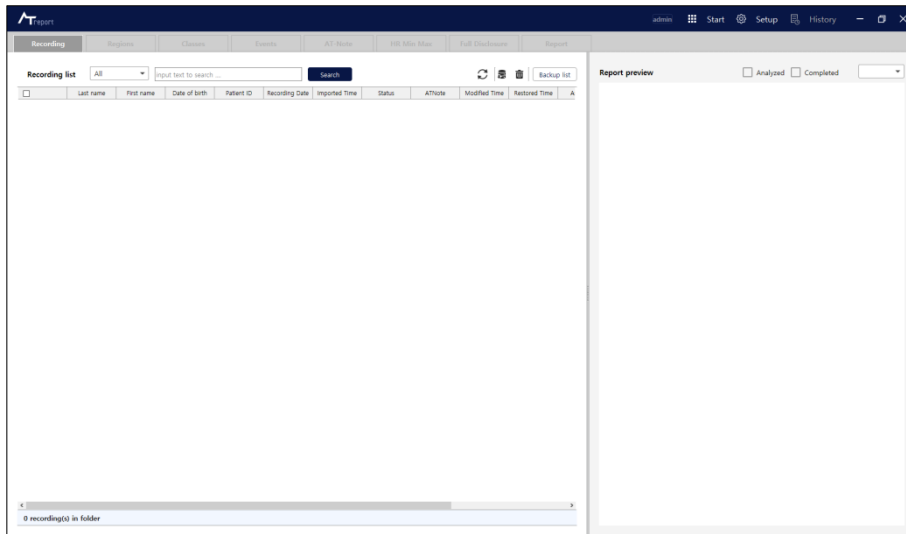 ATreport
admin Start Setup History
Recording Regions Classes Events AT-Note HR Min Max Full Disclosure Report
Recording list All input text to search ... Search Backup list
Last name First name Date of birth Patient ID Recording Date Imported Time Status ATNote Modified Time Restored Time A
Report preview Analyzed Completed
0 recording(s) in folder